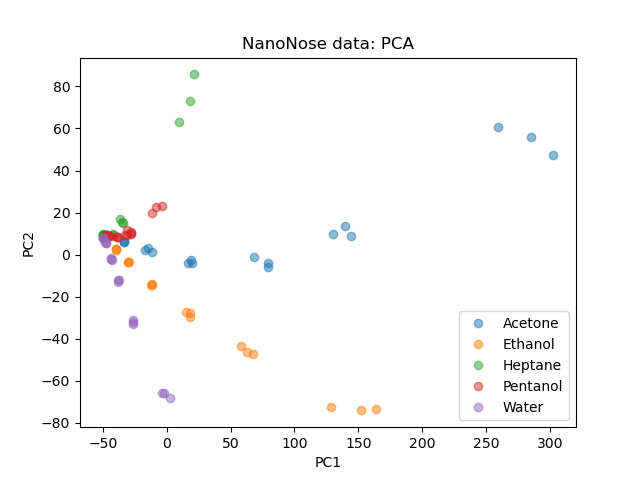 NanoNose data: PCA
PC2
80
60
40
20
0
−20
−40
−60
−80
−50
0
50
100
150
200
250
300
PC1
Acetone
Ethanol
Heptane
Pentanol
Water